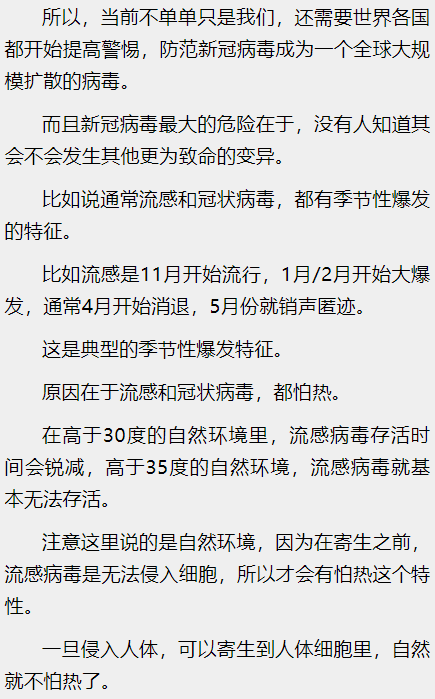 所以，当前不单单只是我们，还需要世界各国
都开始提高警惕，防范新冠病毒成为一个全球大规
模扩散的病毒。
而且新冠病毒最大的危险在于，没有人知道其
会不会发生其他更为致命的变异。
比如说通常流感和冠状病毒，都有季节性爆发
的特征。
比如流感是11月开始流行，1月/2月开始大爆
发，通常4月开始消退，5月份就销声匿迹。
这是典型的季节性爆发特征。
原因在于流感和冠状病毒，都怕热。
在高于30度的自然环境里，流感病毒存活时
间会锐减，高于35度的自然环境，流感病毒就基
本无法存活。
注意这里说的是自然环境，因为在寄生之前，
流感病毒是无法侵入细胞，所以才会有怕热这个特
性。
一旦侵入人体，可以寄生到人体细胞里，自然
就不怕热了。